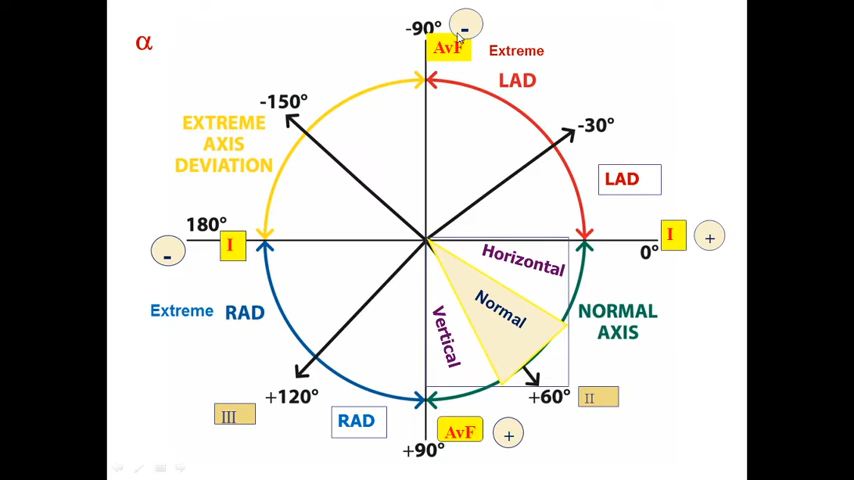 α
-90°
-
AvF
Extreme
LAD
-150°
-30°
EXTREME
AXIS
DEVIATION
LAD
180°
I
-
I
+
0°
Horizontal
Normal
Vertical
Extreme RAD
NORMAL
AXIS
+120°
III
RAD
+60°
II
AvF
+
+90°